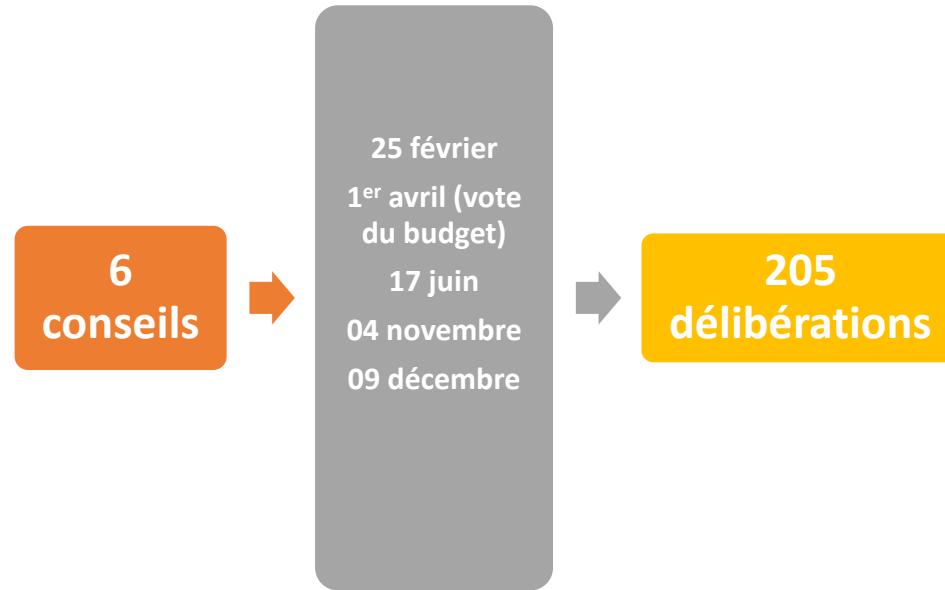 6
conseils
25 février
1er avril (vote
du budget)
17 juin
04 novembre
09 décembre
205
délibérations